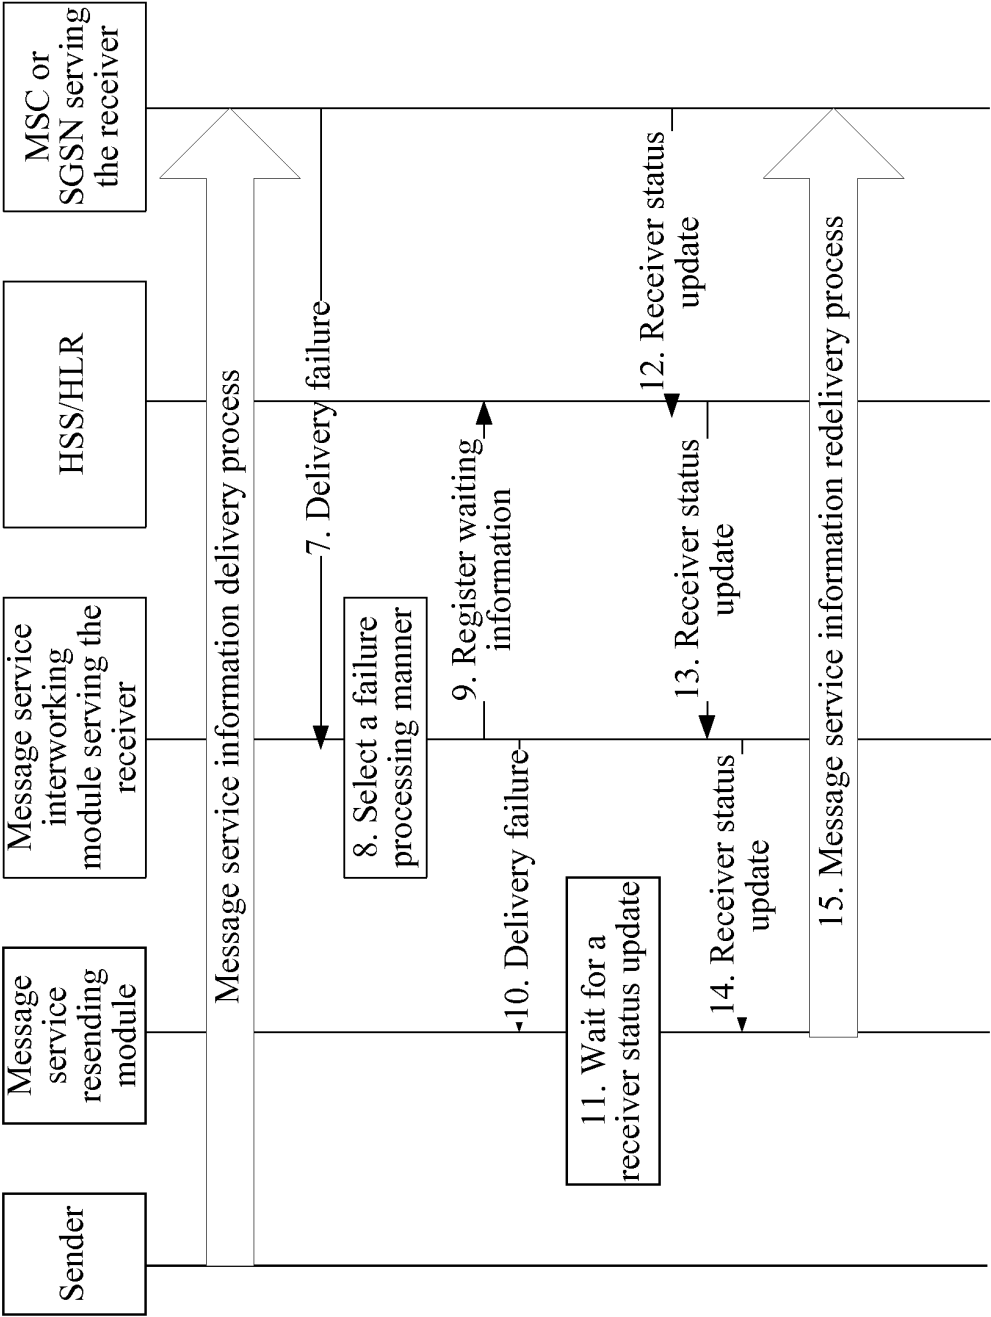 Sender
Message
service
resending
module
Message service
interworking
module serving the
receiver
HSS/HLR
MSC or
SGSN serving
the receiver
Message service information delivery process
7. Delivery failure
8. Select a failure
processing manner
9. Register waiting
information
10. Delivery failure
11. Wait for a
receiver status update
12. Receiver status
update
13. Receiver status
update
14. Receiver status
update
15. Message service information redelivery process